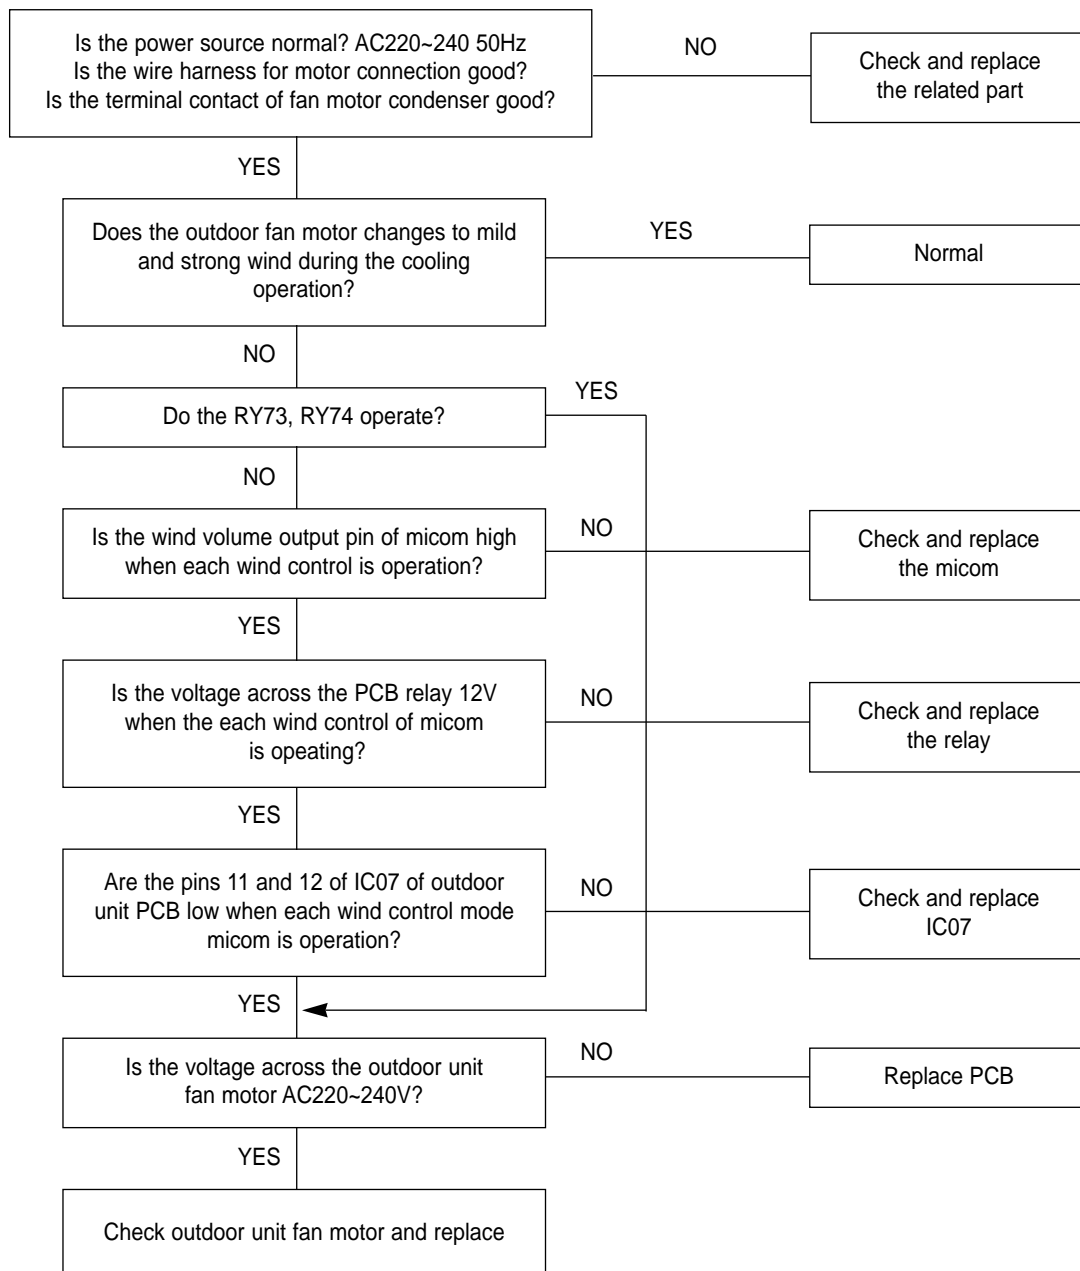 Is the power source normal? AC220~240 50Hz
Is the wire harness for motor connection good?
Is the terminal contact of fan motor condenser good?
NO
Check and replace
the related part
YES
Does the outdoor fan motor changes to mild
and strong wind during the cooling
operation?
YES
Normal
NO
Do the RY73, RY74 operate?
YES
NO
Is the wind volume output pin of micom high
when each wind control is operation?
NO
Check and replace
the micom
YES
Is the voltage across the PCB relay 12V
when the each wind control of micom
is opeating?
NO
Check and replace
the relay
YES
Are the pins 11 and 12 of IC07 of outdoor
unit PCB low when each wind control mode
micom is operation?
NO
Check and replace
IC07
YES
Is the voltage across the outdoor unit
fan motor AC220~240V?
NO
Replace PCB
YES
Check outdoor unit fan motor and replace